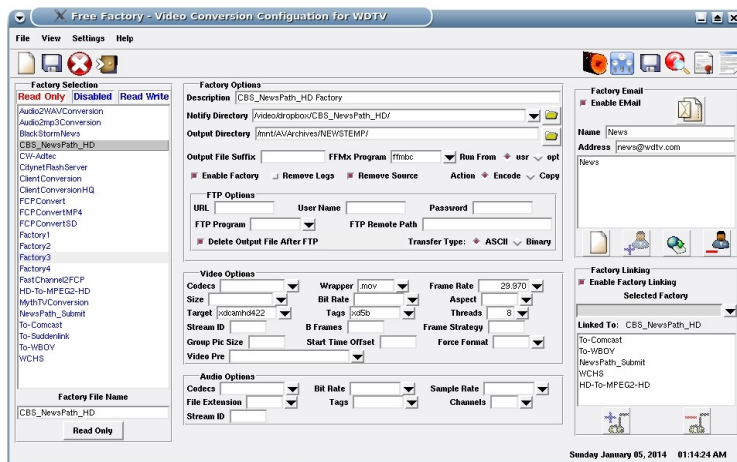 Free Factory - Video Conversion Configuation for WDTV
File View Settings Help
Factory Selection
Read Only Disabled Read Write
Audio2WAVConversion
Audio2mp3Conversion
BlackStormNews
CBS_NewsPath_HD
CW-Adtec
CitynetFlashServer
ClientConversion
ClientConversionHQ
FCPConvert
FCPConvertMP4
FCPConvertSD
Factory1
Factory2
Factory3
Factory4
FastChannel2FCP
HD-To-MPEG2-HD
MythTVConversion
NewsPath_Submit
To-Comcast
To-Suddenlink
To-WBOY
WCHS
Factory File Name
CBS_NewsPath_HD
Read Only
Factory Options
Description CBS_NewsPath_HD Factory
Notify Directory /video/dropbox/CBS_NewsPath_HD/
Output Directory /mnt/AVArchives/NEWSTEMP/
Output File Suffix FFMx Program ffmbc Run From usr opt
Enable Factory Remove Logs Remove Source Action Encode Copy
FTP Options
URL User Name Password
FTP Program FTP Remote Path
Delete Output File After FTP Transfer Type: ASCII Binary
Video Options
Codecs Wrapper .mov Frame Rate 29.970
Size Bit Rate Aspect
Target xdcamhd422 Tags xd5b Threads 8
Stream ID B Frames Frame Strategy
Group Pic Size Start Time Offset Force Format
Video Pre
Audio Options
Codecs Bit Rate Sample Rate
File Extension Tags Channels
Stream ID
Factory Email
Enable EMail
Name News
Address news@wdtv.com
News
Factory Linking
Enable Factory Linking
Selected Factory
Linked To: CBS_NewsPath_HD
To-Comcast
To-WBOY
NewsPath_Submit
WCHS
HD-To-MPEG2-HD
Sunday January 05, 2014 01:14:24 AM